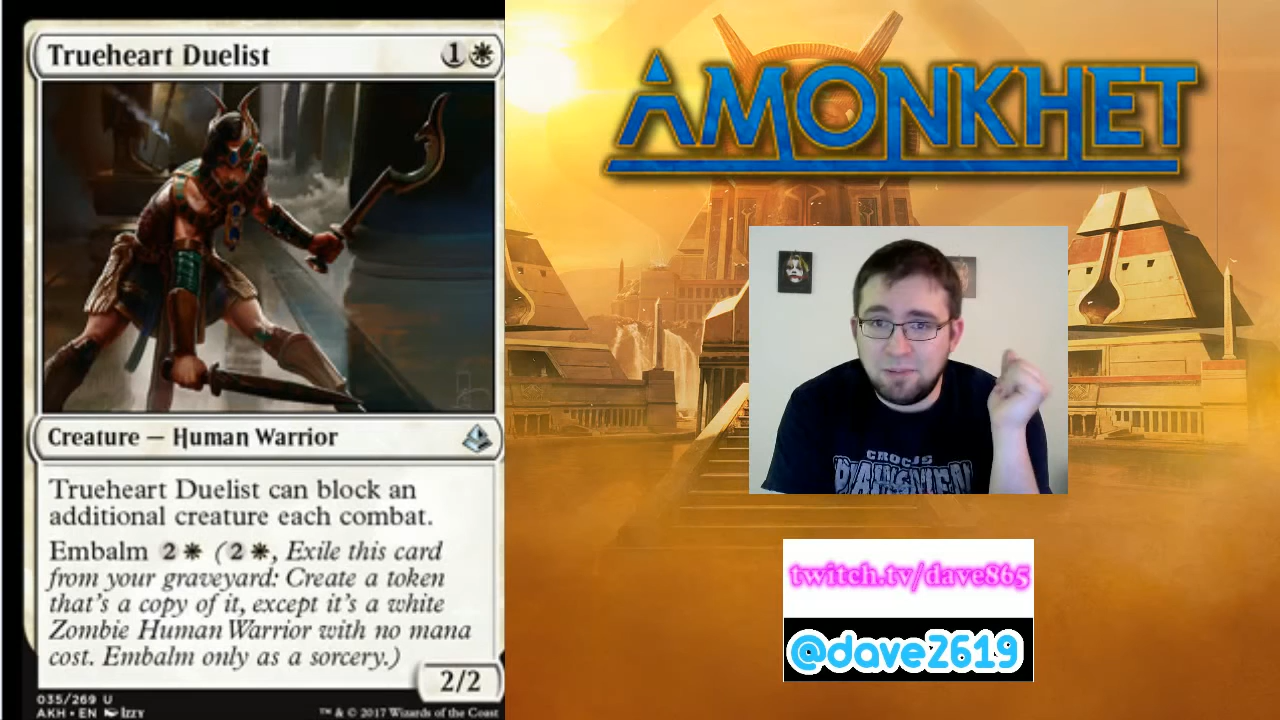 Trueheart Duelist
1
AMONKHET
Creature — Human Warrior
Trueheart Duelist can block an
additional creature each combat.
Embalm 2 (2, Exile this card
from your graveyard: Create a token
that's a copy of it, except it's a white
Zombie Human Warrior with no mana
cost. Embalm only as a sorcery.)
2/2
035/269 U
AKH • EN Izzy
™ & © 2017 Wizards of the Coast
CROCJS
twitch.tv/dave865
@dave2619